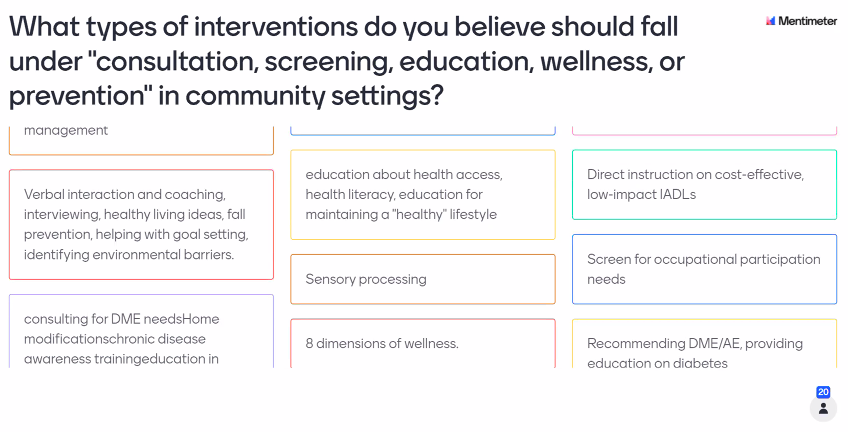 What types of interventions do you believe should fall
under "consultation, screening, education, wellness, or
prevention" in community settings?
Mentimeter
management
Verbal interaction and coaching,
interviewing, healthy living ideas, fall
prevention, helping with goal setting,
identifying environmental barriers.
consulting for DME needsHome
modificationschronic disease
awareness trainingeducation in
education about health access,
health literacy, education for
maintaining a "healthy" lifestyle
Sensory processing
8 dimensions of wellness.
Direct instruction on cost-effective,
low-impact IADLs
Screen for occupational participation
needs
Recommending DME/AE, providing
education on diabetes
20